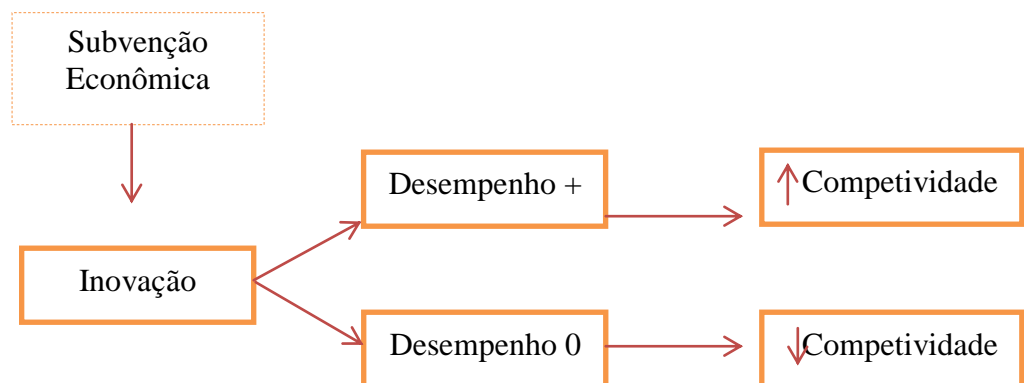 Subvenção
Econômica
Desempenho +
Competividade
Inovação
Desempenho 0
Competividade